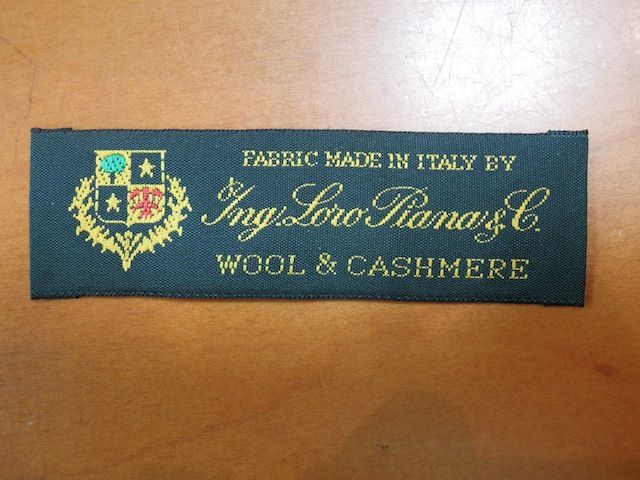 FABRIC MADE IN ITALY BY
Ing. Loro Piana & C.
WOOL & CASHMERE